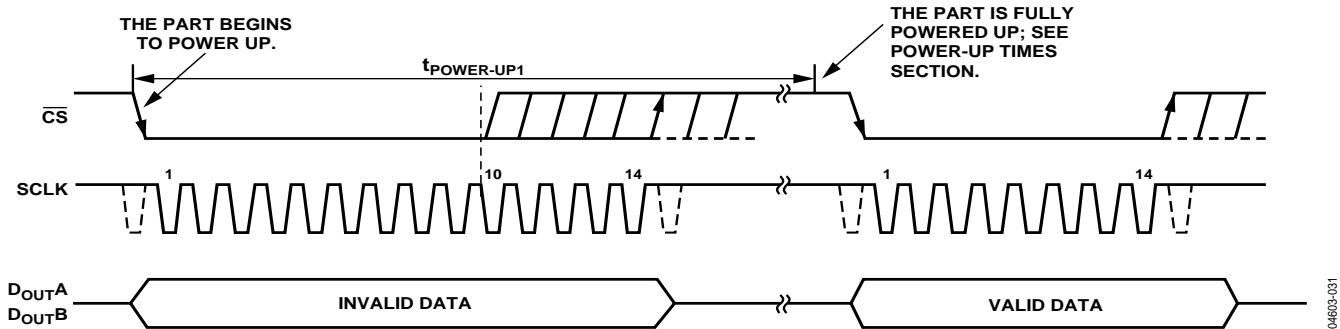 THE PART BEGINS
TO POWER UP.
THE PART IS FULLY
POWERED UP; SEE
POWER-UP TIMES
SECTION.
tPOWER-UP1
CS
SCLK
1
10
14
1
14
DOUTA
DOUTB
INVALID DATA
VALID DATA
04603-031